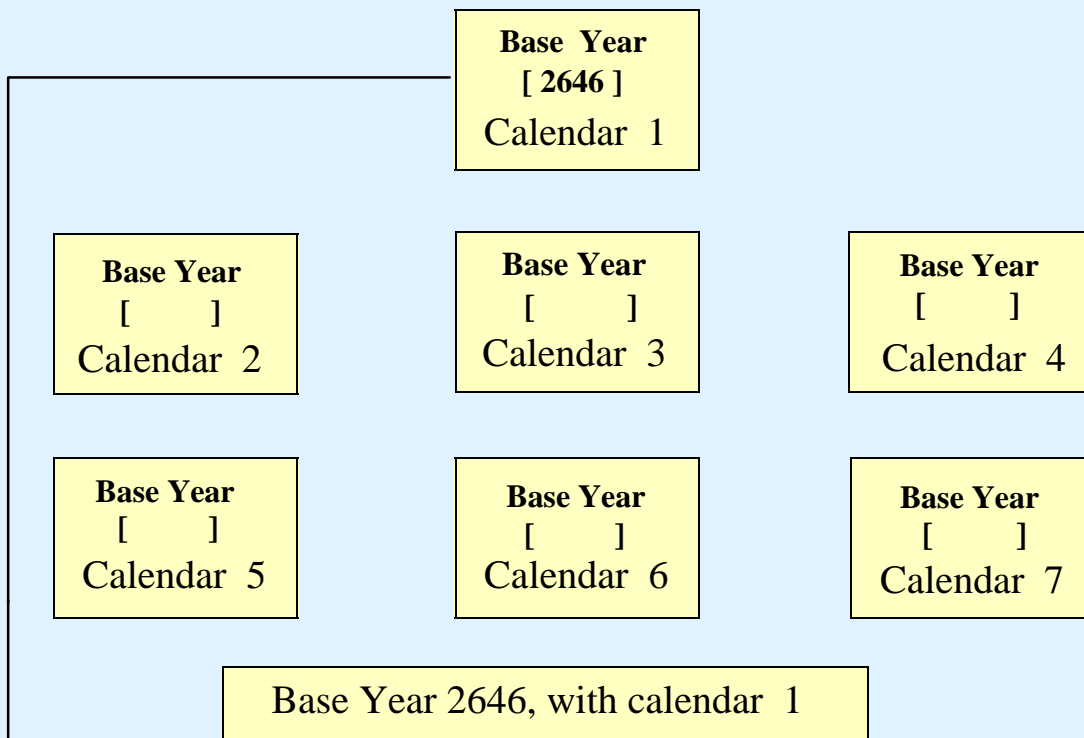 Base Year
[ 2646 ]
Calendar 1
Base Year
[ ]
Calendar 2
Base Year
[ ]
Calendar 3
Base Year
[ ]
Calendar 4
Base Year
[ ]
Calendar 5
Base Year
[ ]
Calendar 6
Base Year
[ ]
Calendar 7
Base Year 2646, with calendar 1